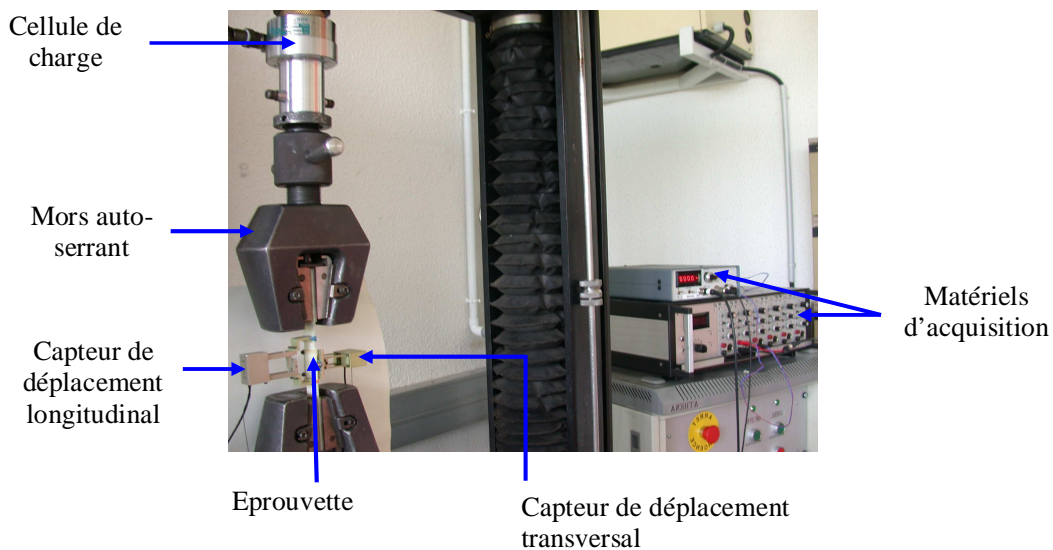 Cellule de
charge
Mors auto-
serrant
Capteur de
déplacement
longitudinal
Eprouvette
Capteur de déplacement
transversal
Matériels
d’acquisition